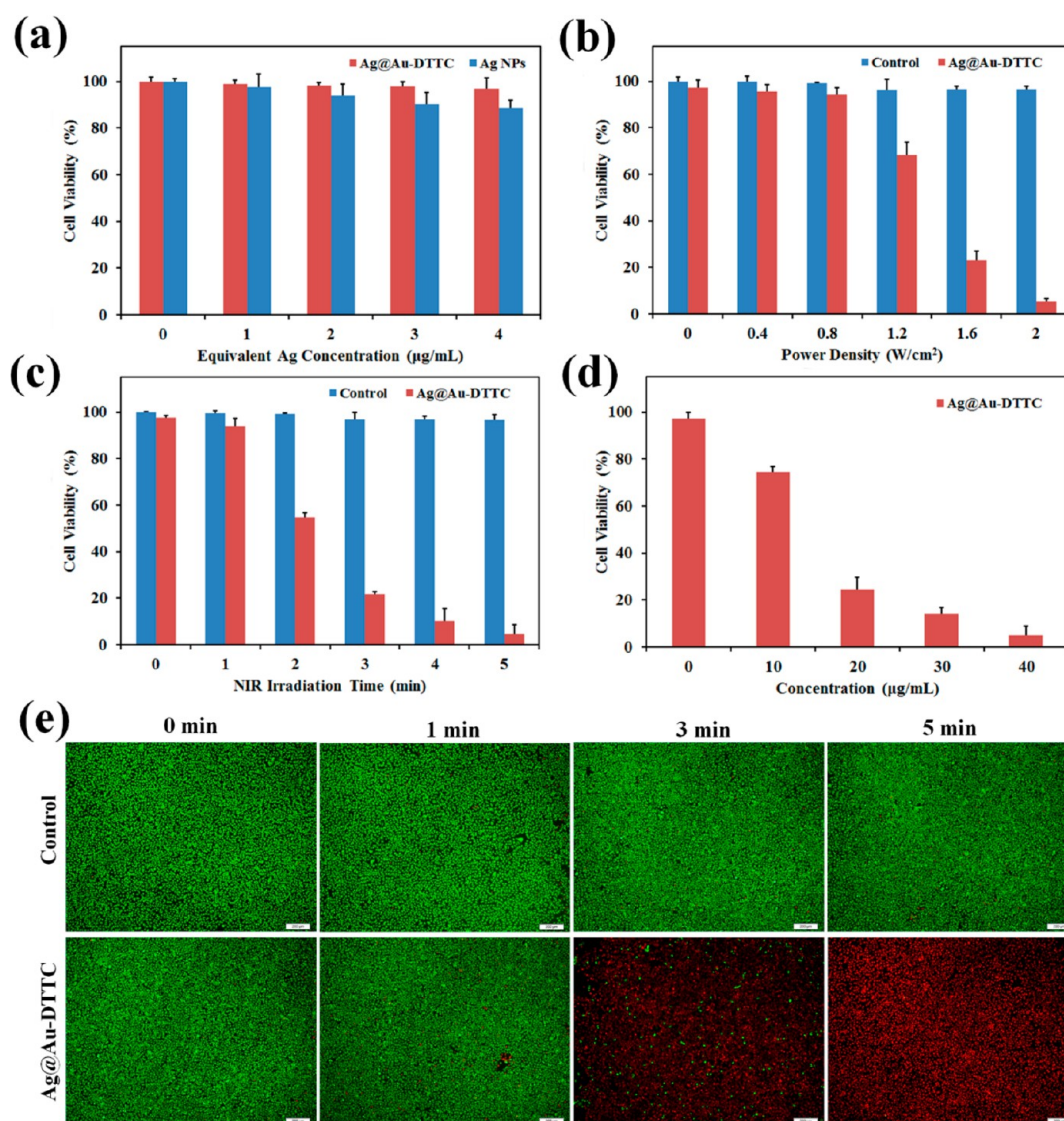 (a)
Ag@Au-DTTC
Ag NPs
100
80
60
40
20
0
Cell Viability (%)
0 1 2 3 4
Equivalent Ag Concentration (μg/mL)
(b)
Control
Ag@Au-DTTC
100
80
60
40
20
0
Cell Viability (%)
0 0.4 0.8 1.2 1.6 2
Power Density (W/cm²)
(c)
Control
Ag@Au-DTTC
100
80
60
40
20
0
Cell Viability (%)
0 1 2 3 4 5
NIR Irradiation Time (min)
(d)
Ag@Au-DTTC
100
80
60
40
20
0
Cell Viability (%)
0 10 20 30 40
Concentration (μg/mL)
(e)
0 min 1 min 3 min 5 min
Control
Ag@Au-DTTC